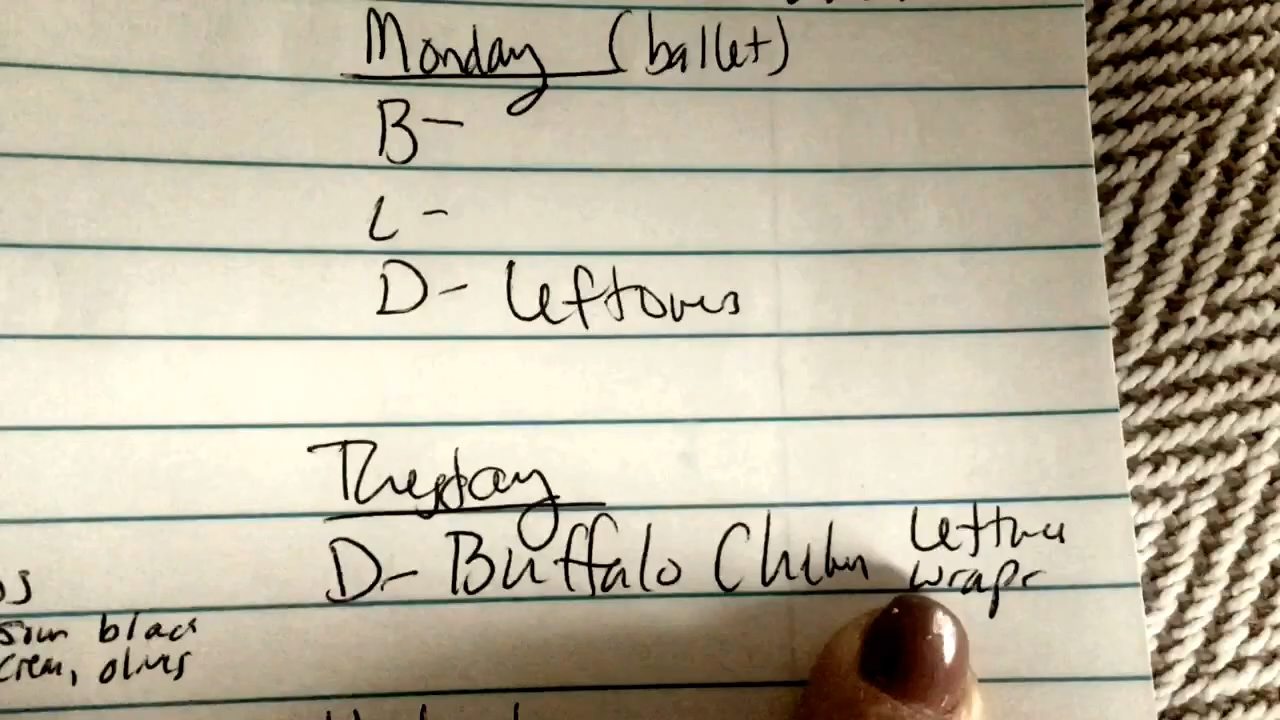 Monday (ballet)
B-
L-
D- leftovers
Tuesday
D- Buffalo Chicken lettuce
wraps
sour black
cream, olives